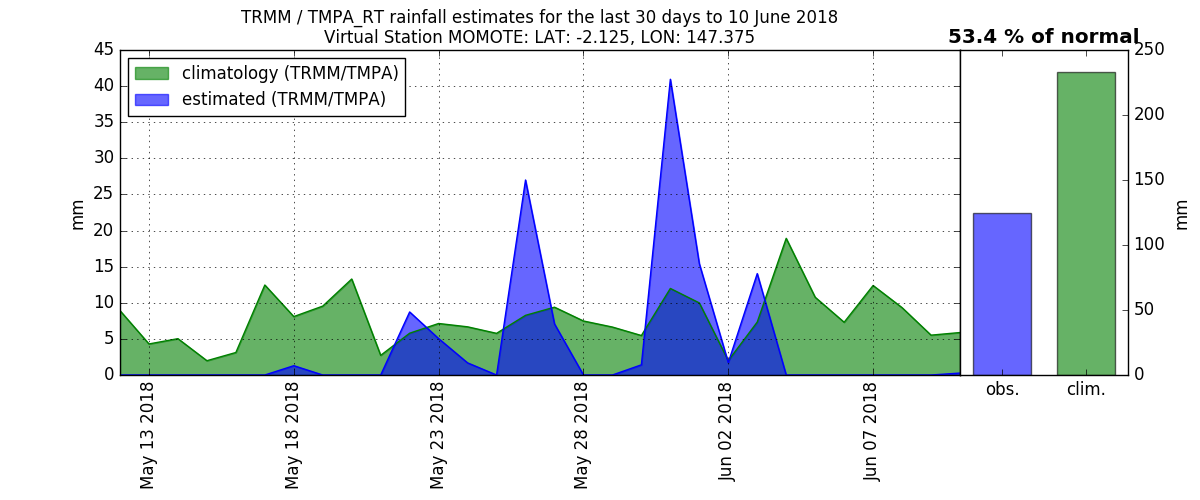 TRMM / TMPA_RT rainfall estimates for the last 30 days to 10 June 2018
Virtual Station MOMOTE: LAT: -2.125, LON: 147.375
53.4 % of normal
climatology (TRMM/TMPA)
estimated (TRMM/TMPA)
45
40
35
30
25
20
15
10
5
0
mm
May 13 2018
May 18 2018
May 23 2018
May 28 2018
Jun 02 2018
Jun 07 2018
250
200
150
100
50
0
mm
obs.
clim.